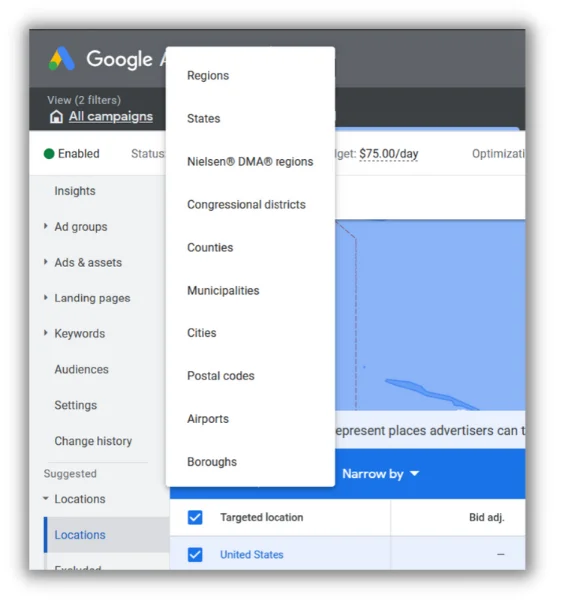 Google A
View (2 filters)
All campaigns
Enabled
Status
get: $75.00/day
Optimizati
Regions
States
Nielsen® DMA® regions
Congressional districts
Counties
Municipalities
Cities
Postal codes
Airports
Boroughs
Insights
Ad groups
Ads & assets
Landing pages
Keywords
Audiences
Settings
Change history
Suggested
Locations
Locations
Excluded
epresent places advertisers can t
Narrow by
Targeted location
Bid adj.
United States
—